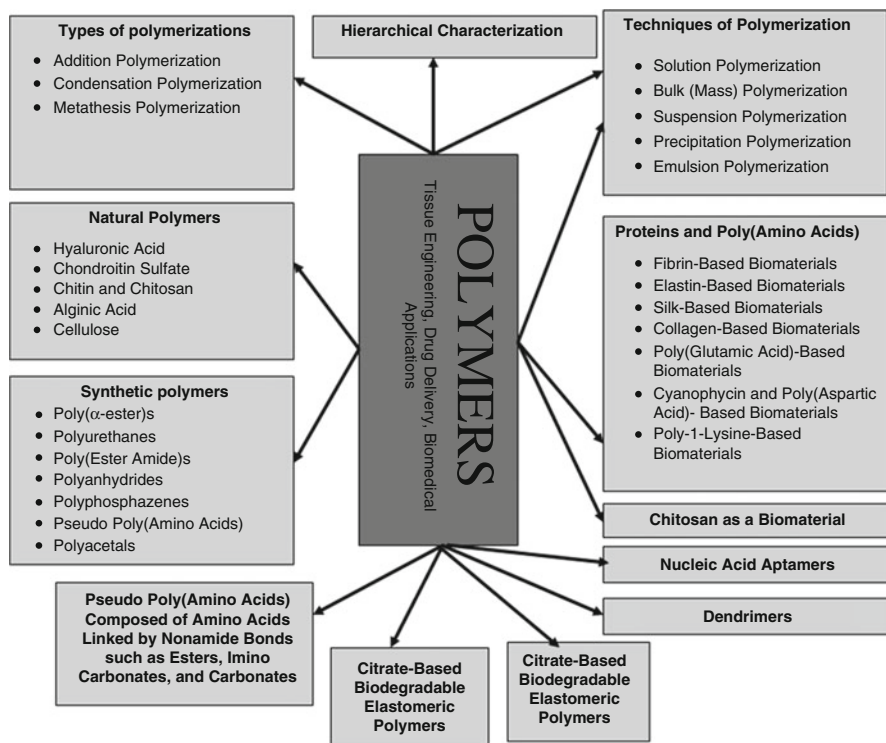 Types of polymerizations
• Addition Polymerization
• Condensation Polymerization
• Metathesis Polymerization
Hierarchical Characterization
Techniques of Polymerization
• Solution Polymerization
• Bulk (Mass) Polymerization
• Suspension Polymerization
• Precipitation Polymerization
• Emulsion Polymerization
Natural Polymers
• Hyaluronic Acid
• Chondroitin Sulfate
• Chitin and Chitosan
• Alginic Acid
• Cellulose
POLYMERS
Tissue Engineering, Drug Delivery, Biomedical
Applications
Proteins and Poly(Amino Acids)
• Fibrin-Based Biomaterials
• Elastin-Based Biomaterials
• Silk-Based Biomaterials
• Collagen-Based Biomaterials
• Poly(Glutamic Acid)-Based
Biomaterials
• Cyanophycin and Poly(Aspartic
Acid)- Based Biomaterials
• Poly-1-Lysine-Based
Biomaterials
Synthetic polymers
• Poly(α-ester)s
• Polyurethanes
• Poly(Ester Amide)s
• Polyanhydrides
• Polyphosphazenes
• Pseudo Poly(Amino Acids)
• Polyacetals
Chitosan as a Biomaterial
Nucleic Acid Aptamers
Dendrimers
Pseudo Poly(Amino Acids)
Composed of Amino Acids
Linked by Nonamide Bonds
such as Esters, Imino
Carbonates, and Carbonates
Citrate-Based
Biodegradable
Elastomeric
Polymers
Citrate-Based
Biodegradable
Elastomeric
Polymers